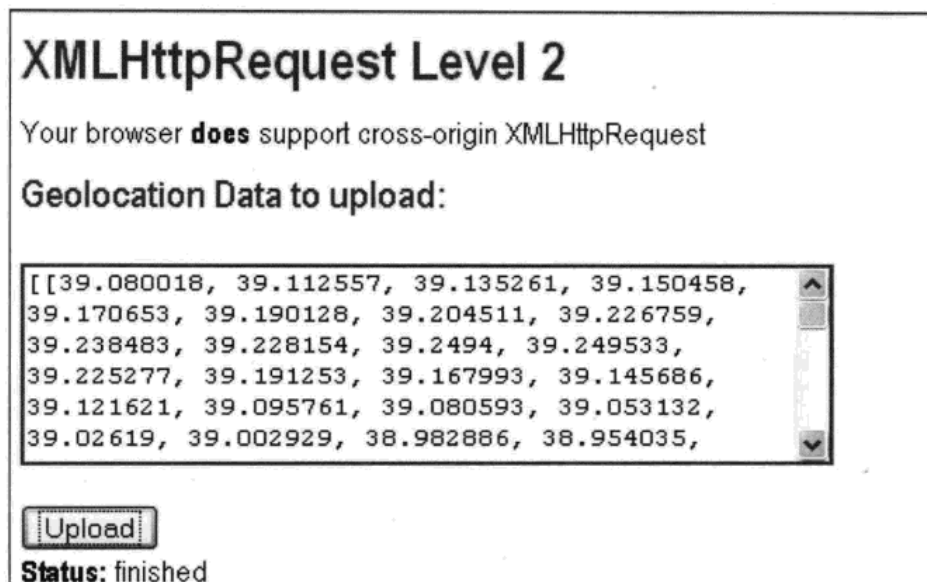 XMLHttpRequest Level 2
Your browser does support cross-origin XMLHttpRequest
Geolocation Data to upload:
[[39.080018, 39.112557, 39.135261, 39.150458,
39.170653, 39.190128, 39.204511, 39.226759,
39.238483, 39.228154, 39.2494, 39.249533,
39.225277, 39.191253, 39.167993, 39.145686,
39.121621, 39.095761, 39.080593, 39.053132,
39.02619, 39.002929, 38.982886, 38.954035,
Upload
Status: finished